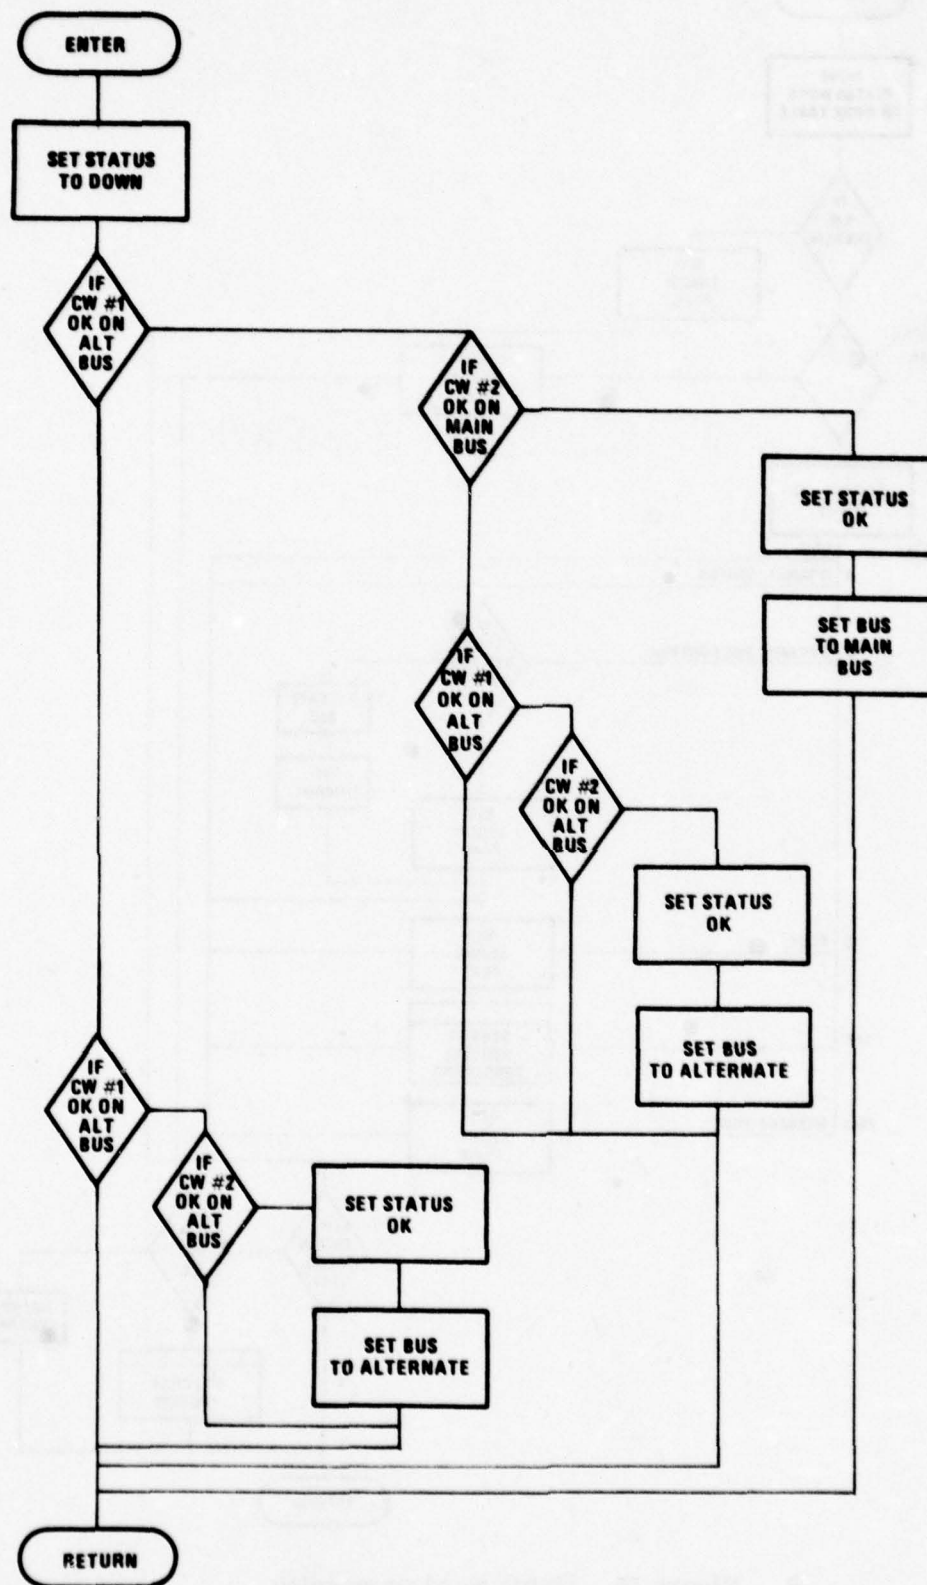 ENTER
SET STATUS
TO DOWN
IF
CW #1
OK ON
ALT
BUS
IF
CW #2
OK ON
MAIN
BUS
SET STATUS
OK
SET BUS
TO MAIN
BUS
IF
CW #1
OK ON
ALT
BUS
IF
CW #2
OK ON
ALT
BUS
SET STATUS
OK
SET BUS
TO ALTERNATE
IF
CW #1
OK ON
ALT
BUS
IF
CW #2
OK ON
ALT
BUS
SET STATUS
OK
SET BUS
TO ALTERNATE
RETURN